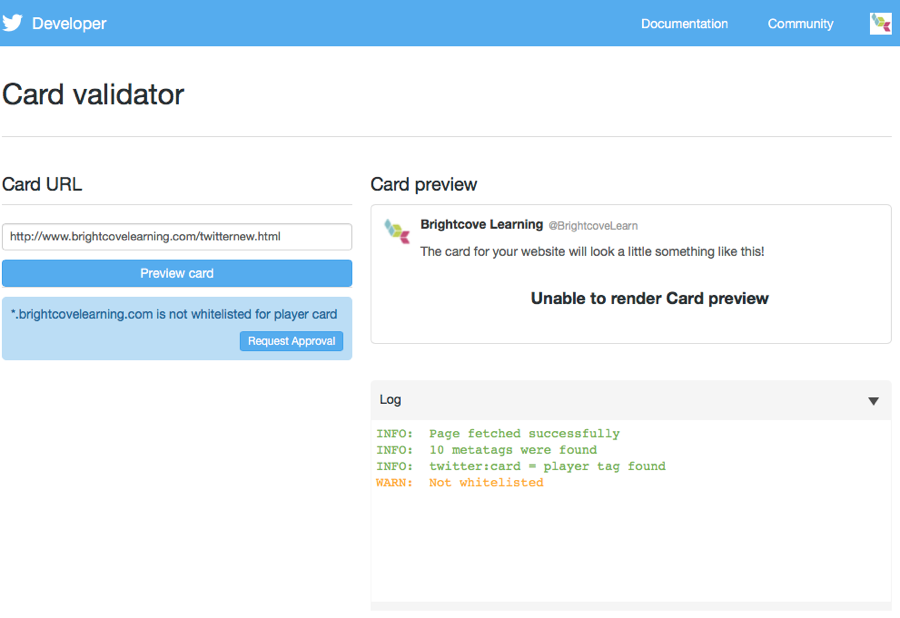 Developer
Documentation
Community
Card validator
Card URL
http://www.brightcovelearning.com/twitternew.html
Preview card
*.brightcovelearning.com is not whitelisted for player card
Request Approval
Card preview
Brightcove Learning @BrightcoveLearn
The card for your website will look a little something like this!
Unable to render Card preview
Log
INFO: Page fetched successfully
INFO: 10 metatags were found
INFO: twitter:card = player tag found
WARN: Not whitelisted